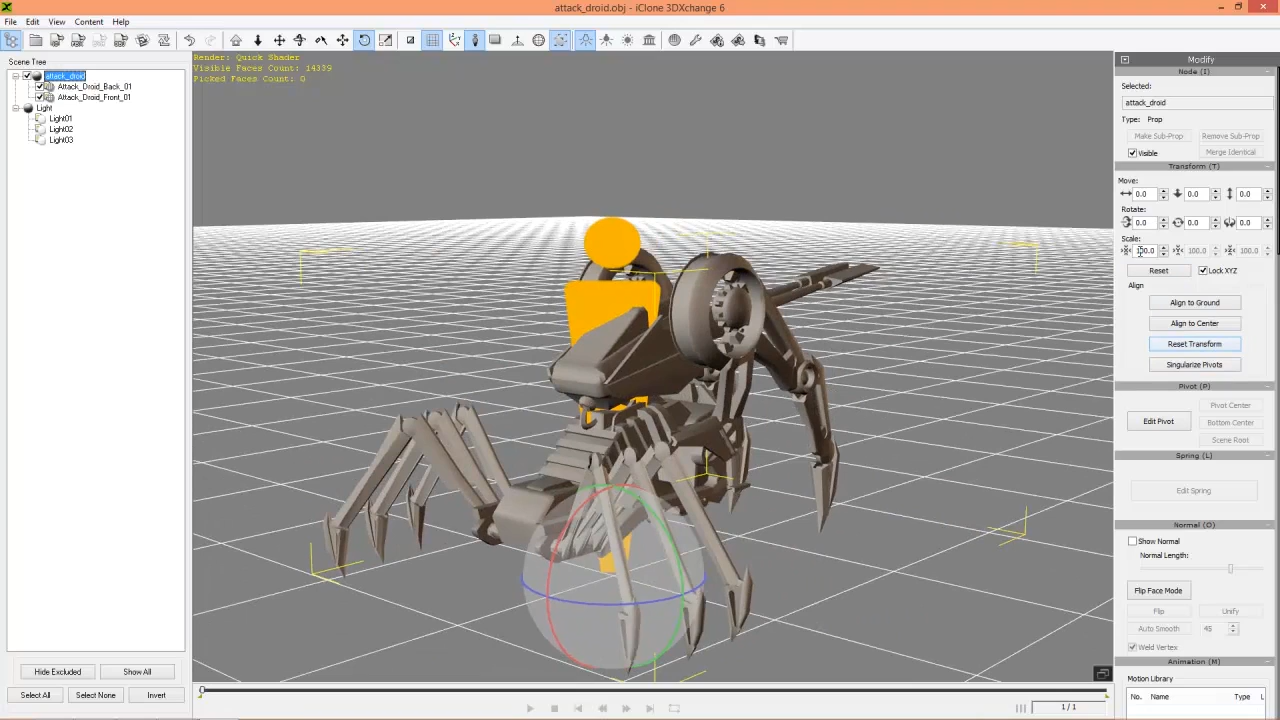 attack_droid.obj - iClone 3DXchange 6
File Edit View Content Help
Scene Tree
attack_droid
Attack_Droid_Back_01
Attack_Droid_Front_01
Light
Light01
Light02
Light03
Hide Excluded Show All
Select All Select None Invert
Render: Quick Shader
Visible Faces Count: 14339
Picked Faces Count: 0
1 / 1
Modify
Node (I)
Selected:
attack_droid
Type: Prop
Make Sub-Prop Remove Sub-Prop
Visible Merge Identical
Transform (T)
Move:
0.0 0.0 0.0
Rotate:
0.0 0.0 0.0
Scale:
100.0 100.0 100.0
Reset Lock XYZ
Align
Align to Ground
Align to Center
Reset Transform
Singularize Pivots
Pivot (P)
Pivot Center
Edit Pivot Bottom Center
Scene Root
Spring (L)
Edit Spring
Normal (O)
Show Normal
Normal Length:
Flip Face Mode
Flip Unify
Auto Smooth 45
Weld Vertex
Animation (M)
Motion Library
No. Name Type L